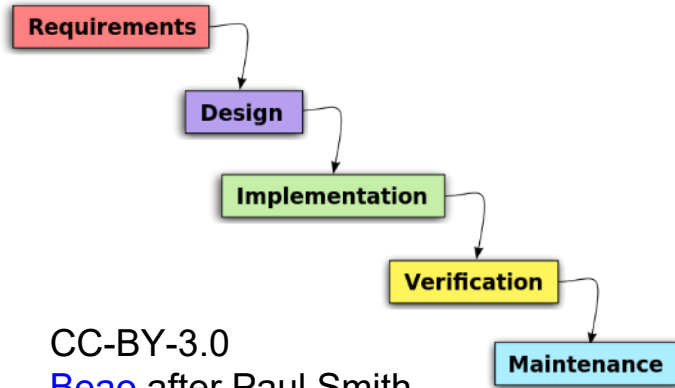 Requirements
Design
Implementation
Verification
Maintenance
CC-BY-3.0
Beao after Paul Smith